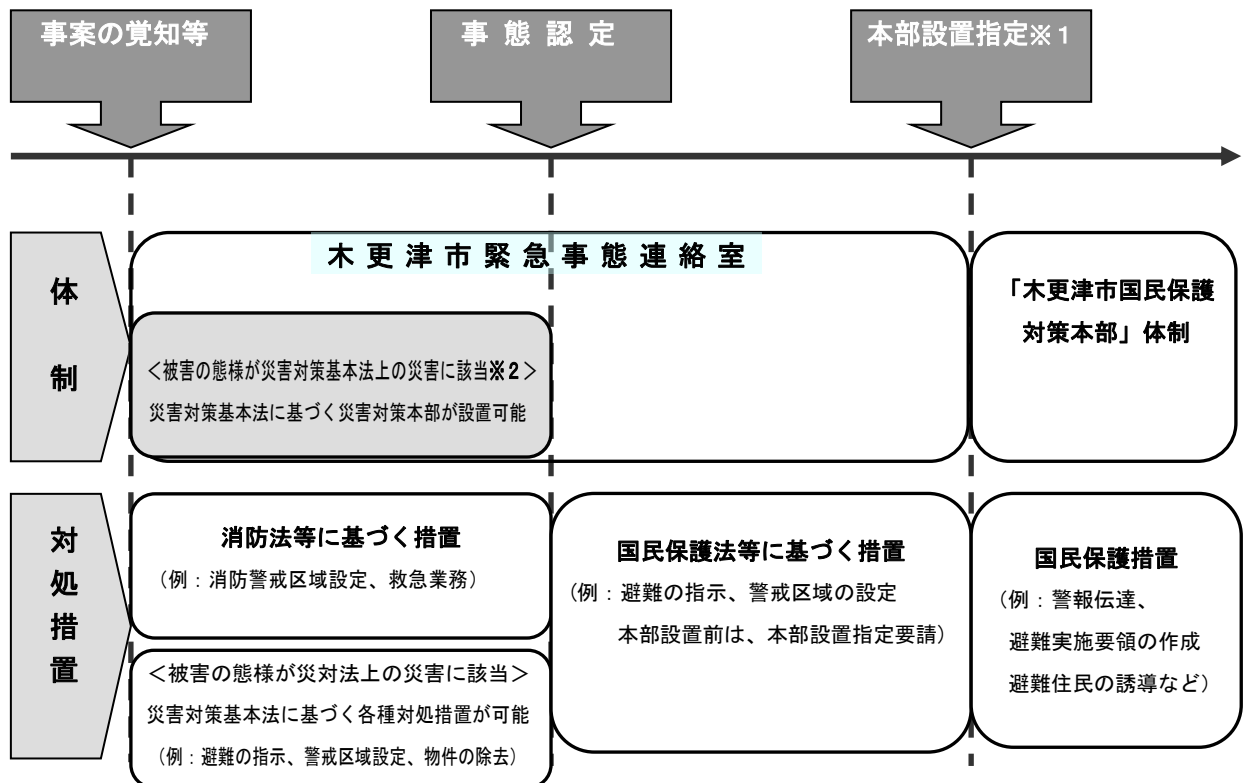 事案の覚知等
事態認定
本部設置指定※1
体制
木更津市緊急事態連絡室
＜被害の態様が災害対策基本法上の災害に該当※2＞
災害対策基本法に基づく災害対策本部が設置可能
「木更津市国民保護
対策本部」体制
対処措置
消防法等に基づく措置
（例：消防警戒区域設定、救急業務）
＜被害の態様が災対法上の災害に該当＞
災害対策基本法に基づく各種対処措置が可能
（例：避難の指示、警戒区域設定、物件の除去）
国民保護法等に基づく措置
（例：避難の指示、警戒区域の設定
本部設置前は、本部設置指定要請）
国民保護措置
（例：警報伝達、
避難実施要領の作成
避難住民の誘導など）